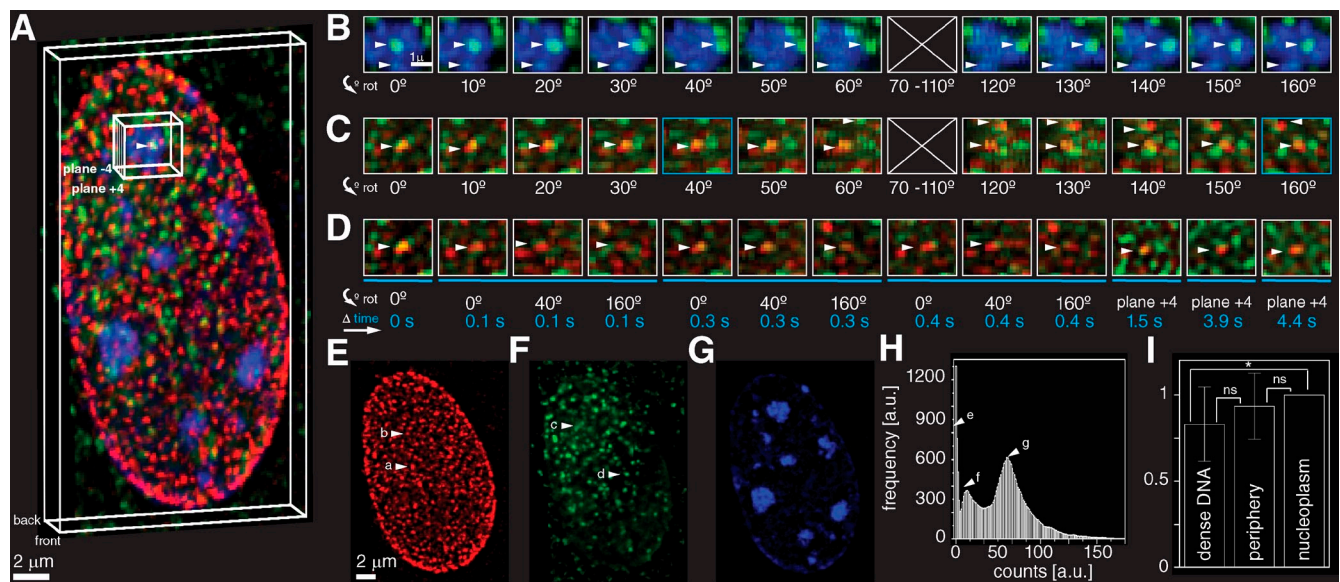 A
plane -4
plane +4
back
front
2 μm
B
1μ
º rot 0º 10º 20º 30º 40º 50º 60º 70 -110º 120º 130º 140º 150º 160º
C
º rot 0º 10º 20º 30º 40º 50º 60º 70 -110º 120º 130º 140º 150º 160º
D
º rot 0º 0º 40º 160º 0º 40º 160º 0º 40º 160º plane +4 plane +4 plane +4
Δ time 0 s 0.1 s 0.1 s 0.1 s 0.3 s 0.3 s 0.3 s 0.4 s 0.4 s 0.4 s 1.5 s 3.9 s 4.4 s
E
b
a
2 μm
F
c
d
G
H
frequency [a.u.]
1200
900
600
300
0
e
f
g
0 50 100 150
counts [a.u.]
I
1
0.5
0
*
ns
ns
dense DNA
periphery
nucleoplasm